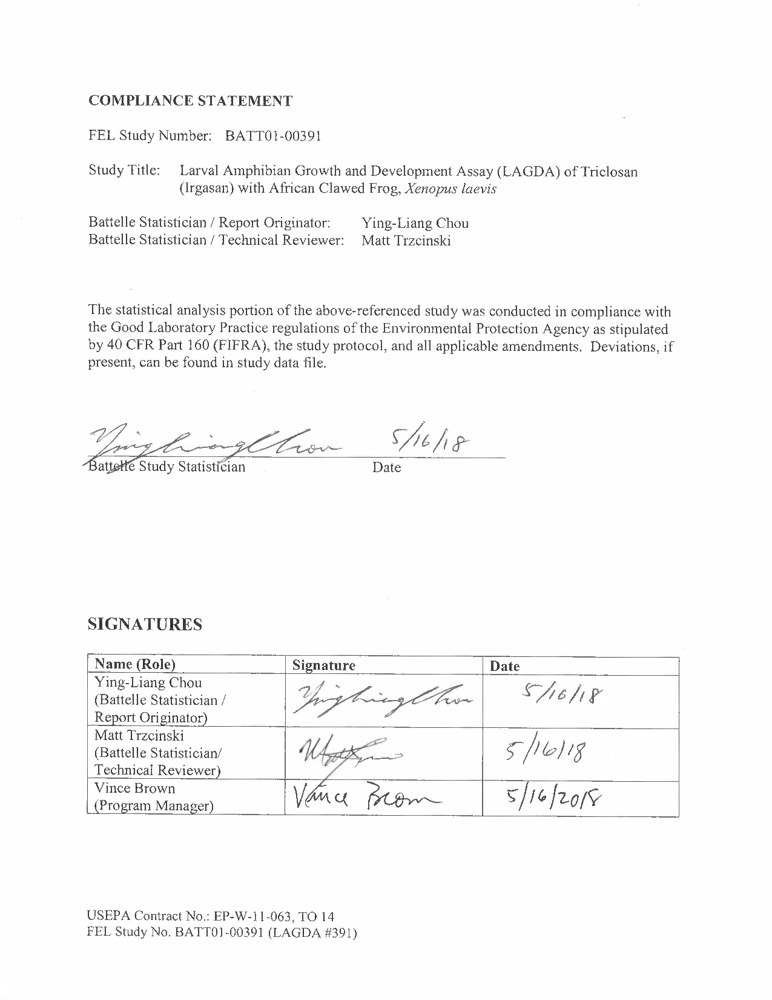 COMPLIANCE STATEMENT
FEL Study Number: BATT01-00391
Study Title: Larval Amphibian Growth and Development Assay (LAGDA) of Triclosan
(Irgasan) with African Clawed Frog, Xenopus laevis
Battelle Statistician / Report Originator: Ying-Liang Chou
Battelle Statistician / Technical Reviewer: Matt Trzcinski
The statistical analysis portion of the above-referenced study was conducted in compliance with
the Good Laboratory Practice regulations of the Environmental Protection Agency as stipulated
by 40 CFR Part 160 (FIFRA), the study protocol, and all applicable amendments. Deviations, if
present, can be found in study data file.
Ying-Liang Chou 5/16/18
Battelle Study Statistician Date
SIGNATURES
Name (Role) Signature Date
Ying-Liang Chou
(Battelle Statistician /
Report Originator)
Ying-Liang Chou 5/16/18
Matt Trzcinski
(Battelle Statistician/
Technical Reviewer)
5/16/18
Vince Brown
(Program Manager)
Vince Brown 5/16/2018
USEPA Contract No.: EP-W-11-063, TO 14
FEL Study No. BATT01-00391 (LAGDA #391)